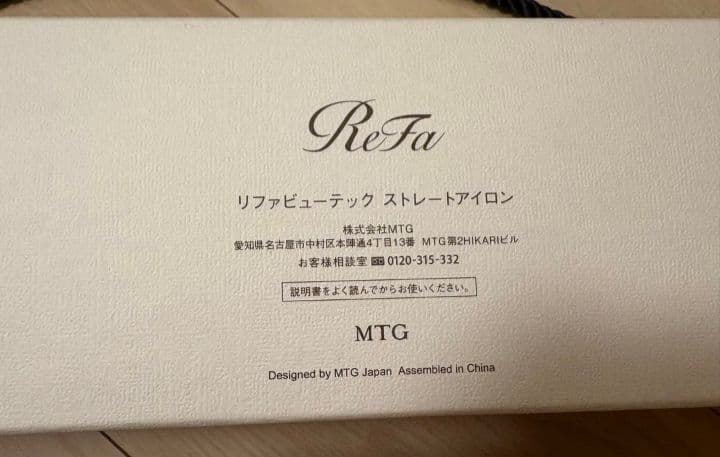 ReFa
リファビューテック ストレートアイロン
株式会社MTG
愛知県名古屋市中村区本陣通4丁目13番 MTG第2HIKARIビル
お客様相談室 0120-315-332
説明書をよく読んでからお使いください。
MTG
Designed by MTG Japan Assembled in China